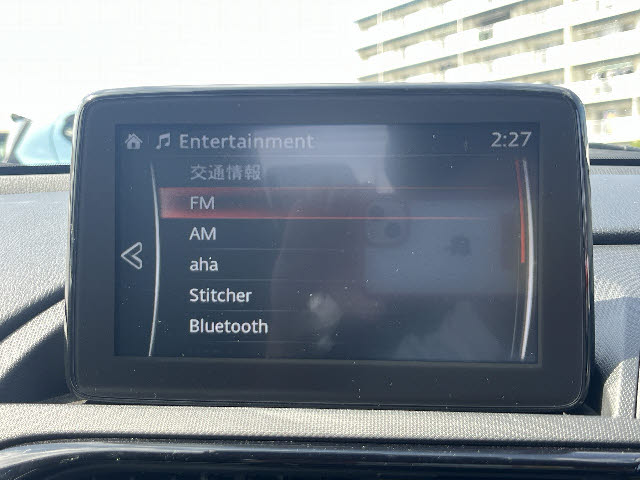 Entertainment 2:27
交通情報
FM
AM
aha
Stitcher
Bluetooth